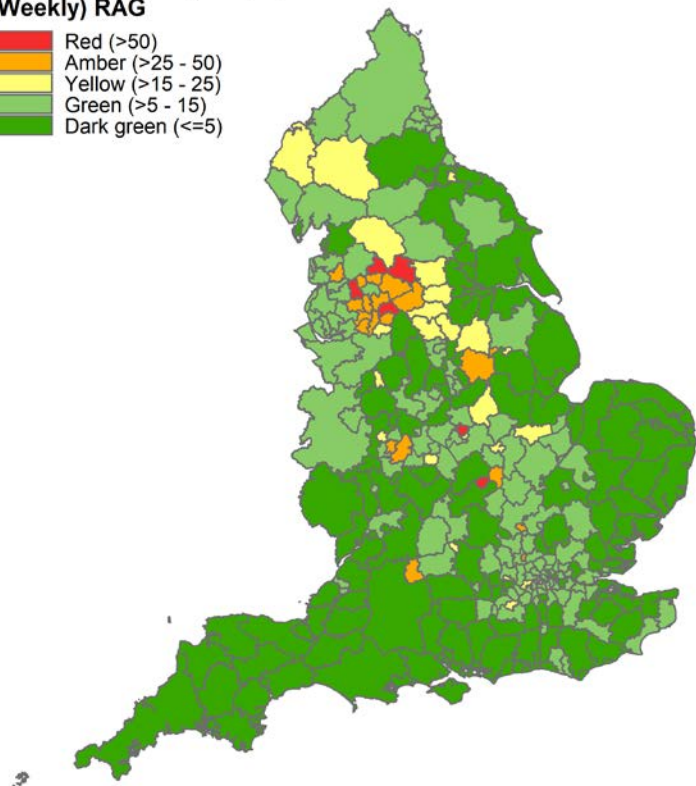 Weekly) RAG
Red (>50)
Amber (>25 - 50)
Yellow (>15 - 25)
Green (>5 - 15)
Dark green (<=5)